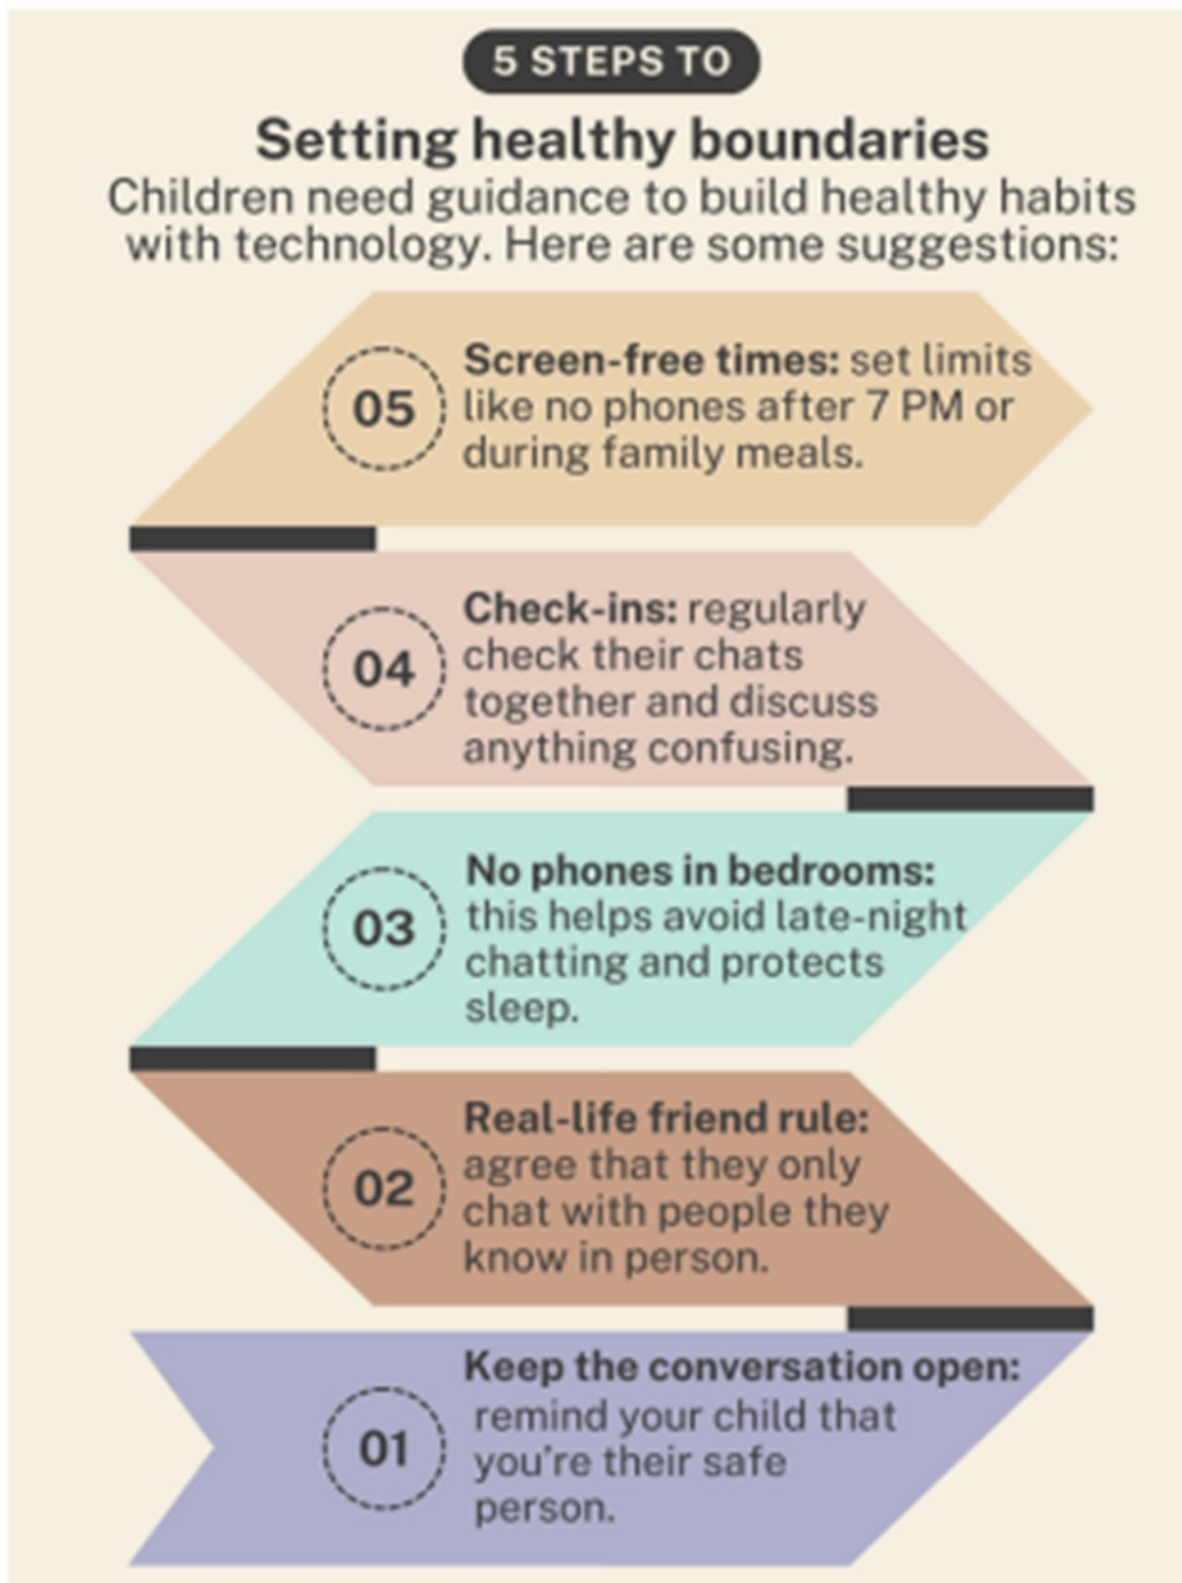 5 STEPS TO
Setting healthy boundaries
Children need guidance to build healthy habits
with technology. Here are some suggestions:
05
Screen-free times: set limits
like no phones after 7 PM or
during family meals.
04
Check-ins: regularly
check their chats
together and discuss
anything confusing.
03
No phones in bedrooms:
this helps avoid late-night
chatting and protects
sleep.
02
Real-life friend rule:
agree that they only
chat with people they
know in person.
01
Keep the conversation open:
remind your child that
you're their safe
person.